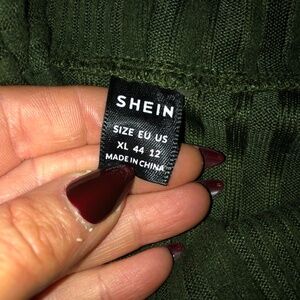 SHEIN
SIZE EU US
XL 44 12
MADE IN CHINA